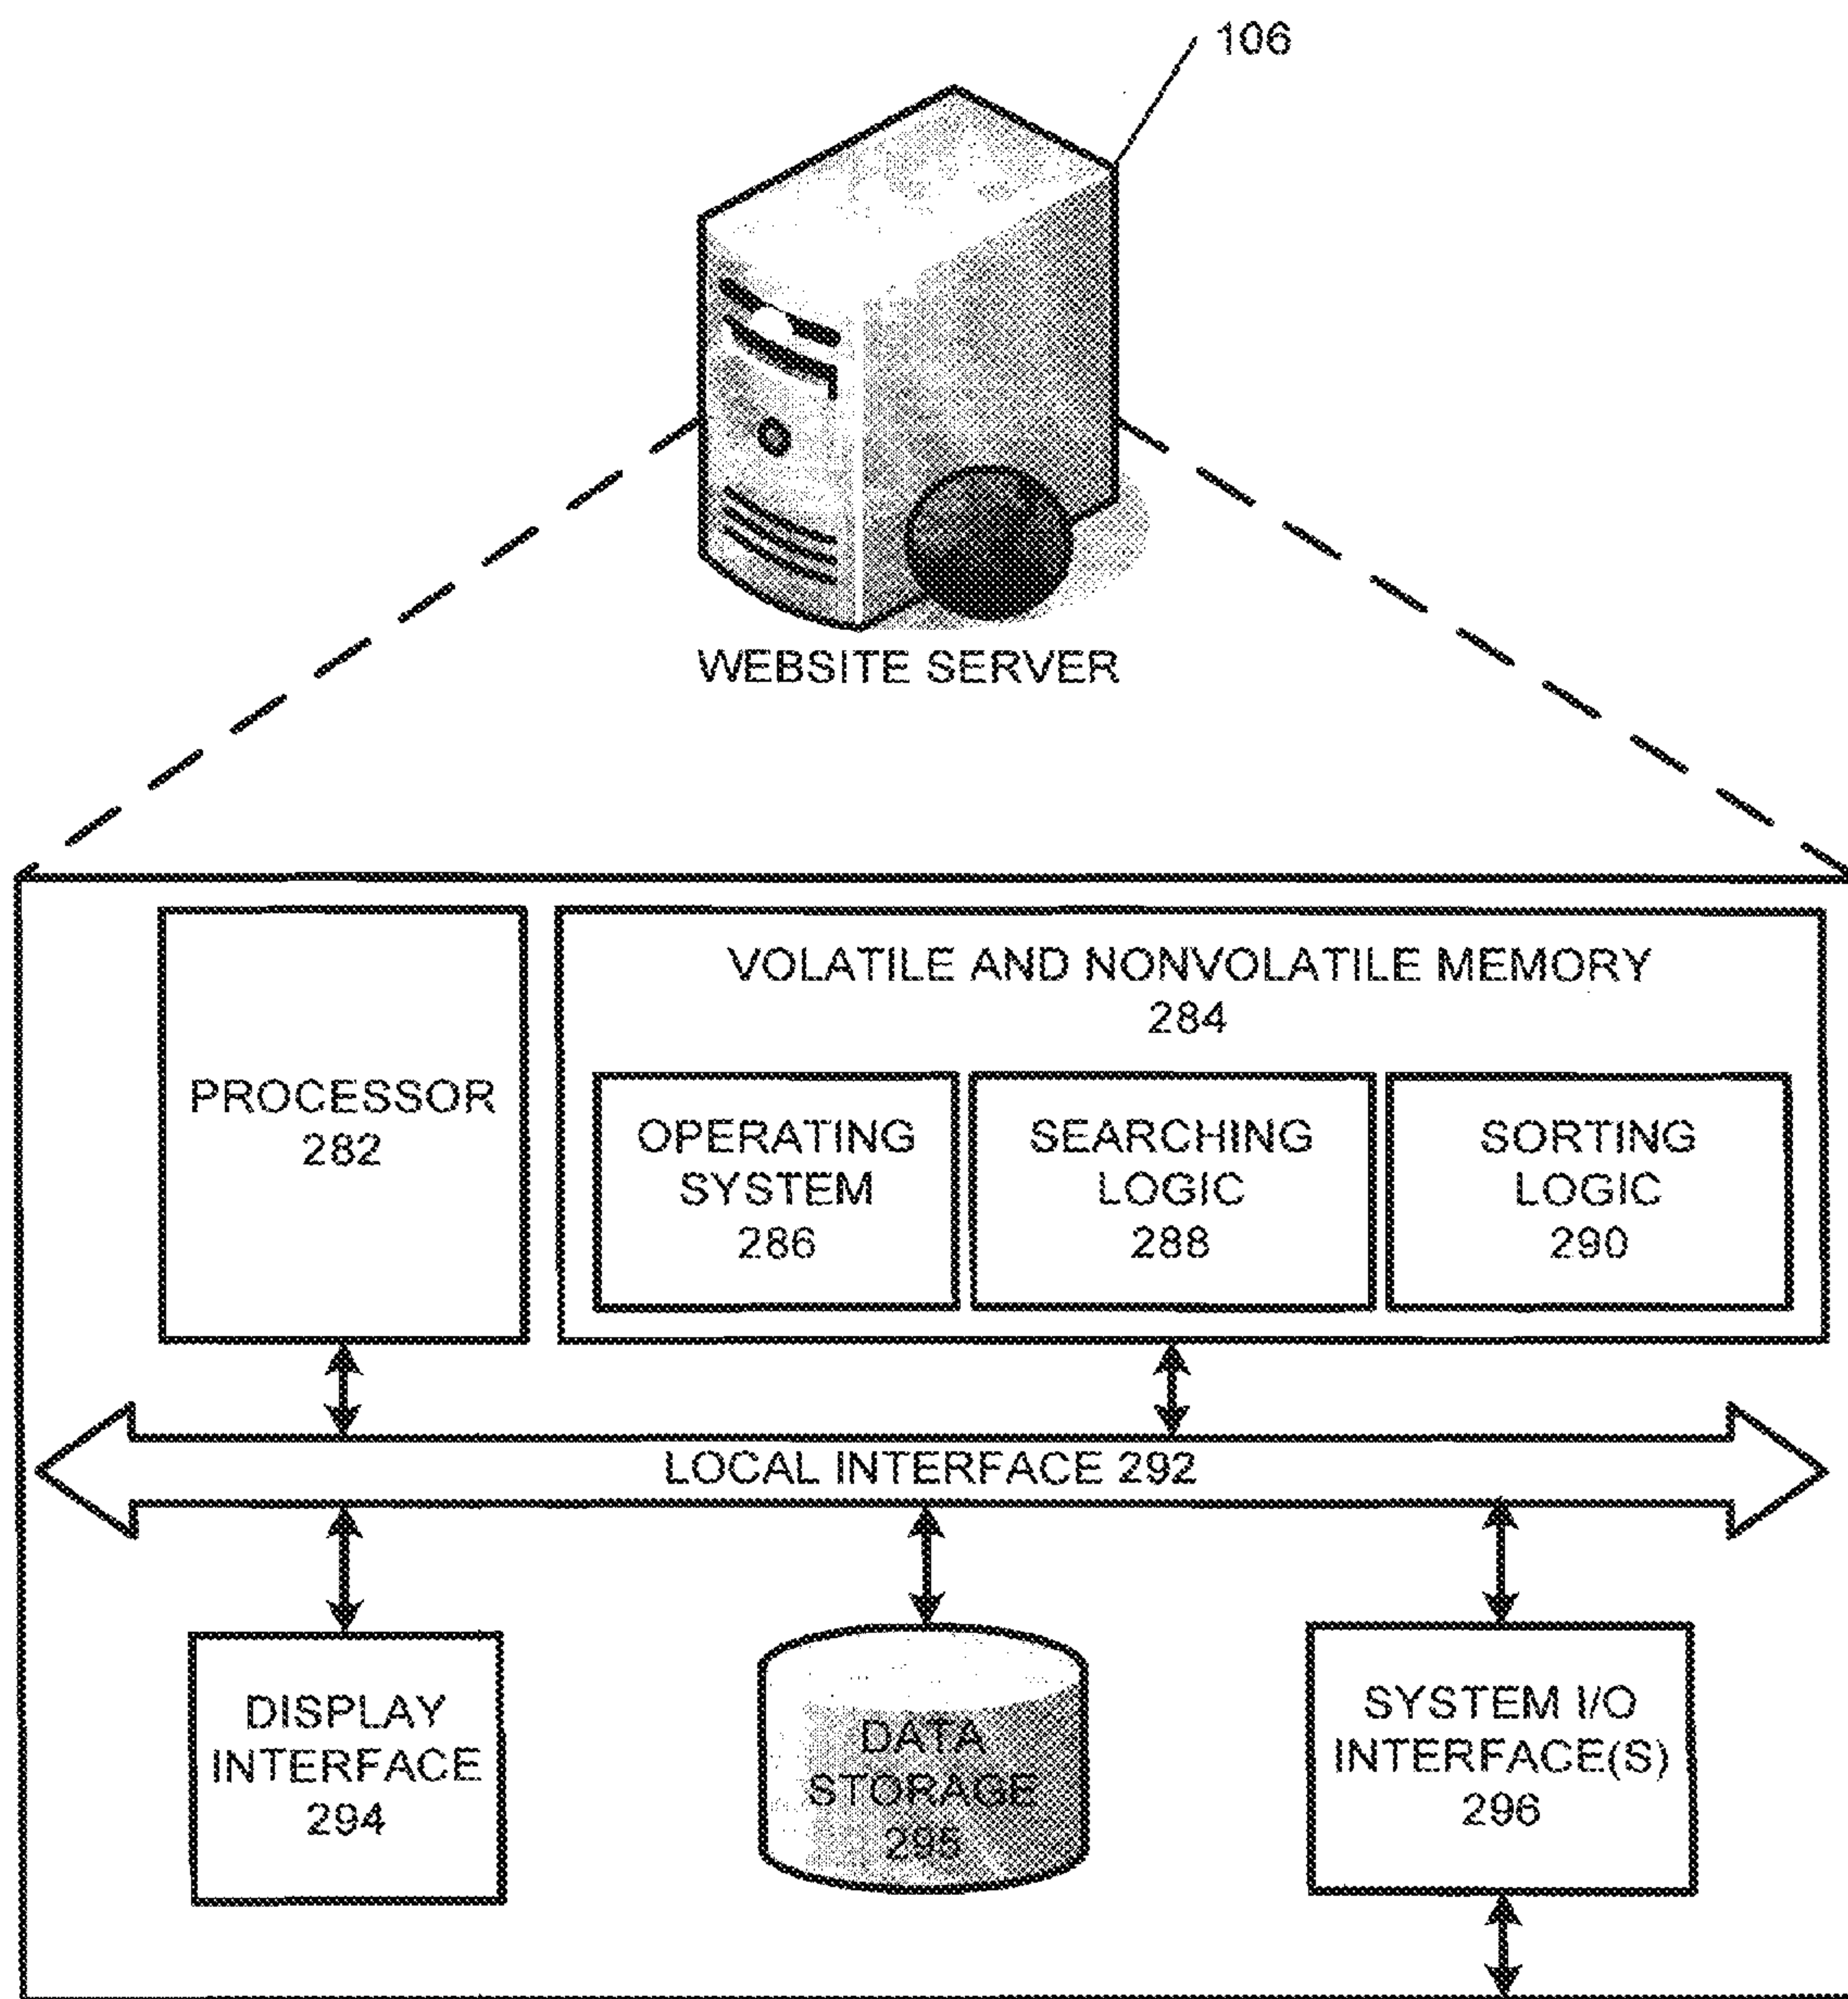 106
WEBSITE SERVER
VOLATILE AND NONVOLATILE MEMORY
284
PROCESSOR
282
OPERATING
SYSTEM
286
SEARCHING
LOGIC
288
SORTING
LOGIC
290
LOCAL INTERFACE 292
DISPLAY
INTERFACE
294
DATA
STORAGE
295
SYSTEM I/O
INTERFACE(S)
296